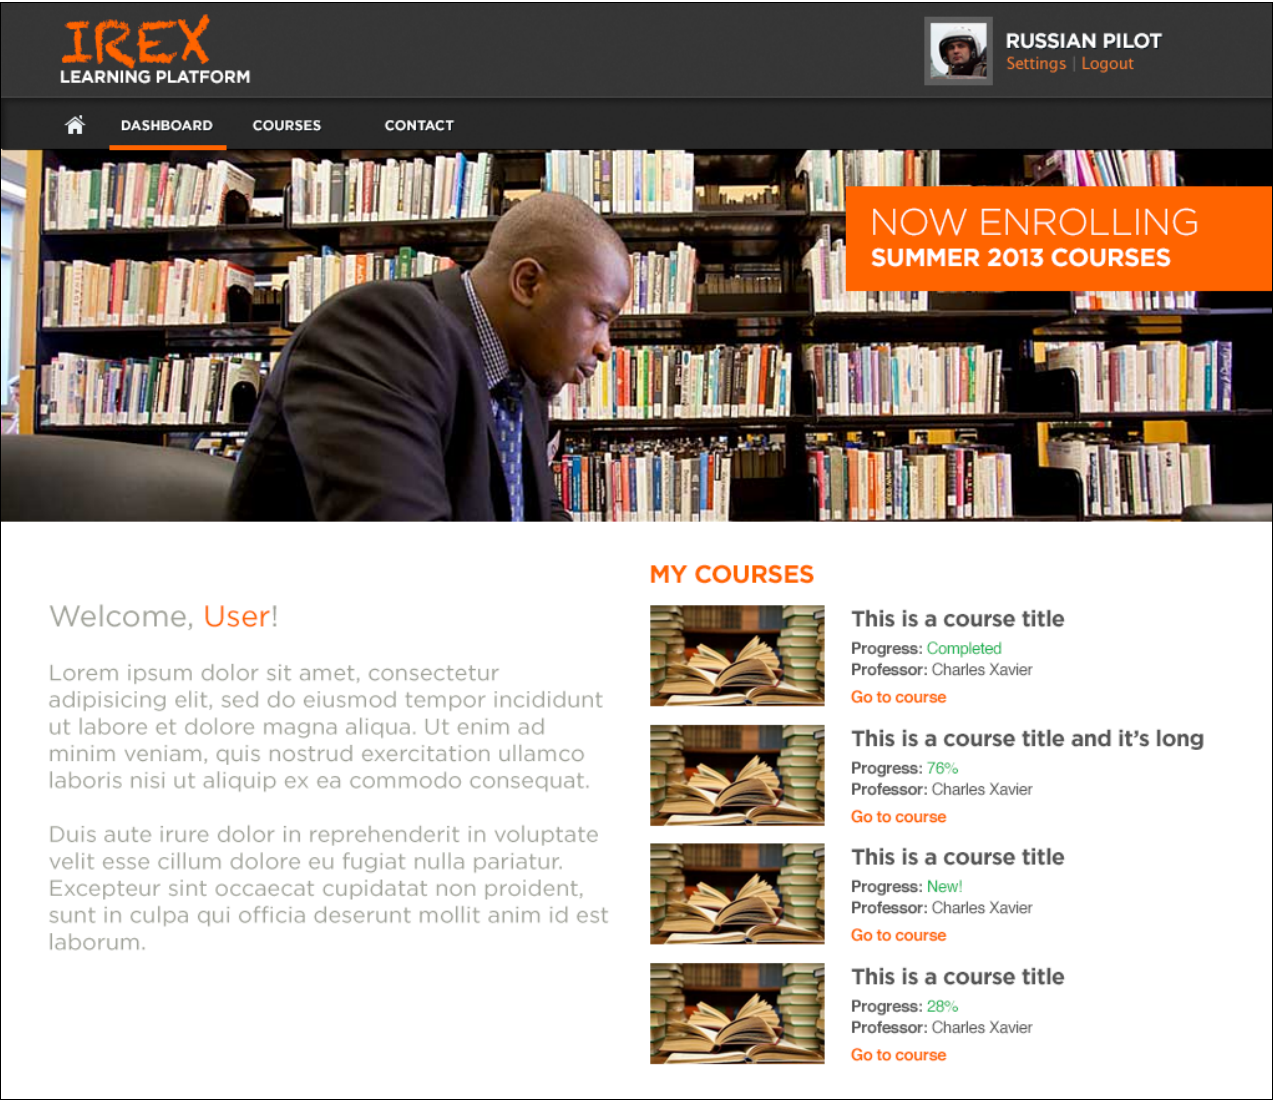 IREX
LEARNING PLATFORM
RUSSIAN PILOT
Settings | Logout
DASHBOARD
COURSES
CONTACT
NOW ENROLLING
SUMMER 2013 COURSES
Welcome, User!
Lorem ipsum dolor sit amet, consectetur
adipisicing elit, sed do eiusmod tempor incididunt
ut labore et dolore magna aliqua. Ut enim ad
minim veniam, quis nostrud exercitation ullamco
laboris nisi ut aliquip ex ea commodo consequat.
Duis aute irure dolor in reprehenderit in voluptate
velit esse cillum dolore eu fugiat nulla pariatur.
Excepteur sint occaecat cupidatat non proident,
sunt in culpa qui officia deserunt mollit anim id est
laborum.
MY COURSES
This is a course title
Progress: Completed
Professor: Charles Xavier
Go to course
This is a course title and it’s long
Progress: 76%
Professor: Charles Xavier
Go to course
This is a course title
Progress: New!
Professor: Charles Xavier
Go to course
This is a course title
Progress: 28%
Professor: Charles Xavier
Go to course